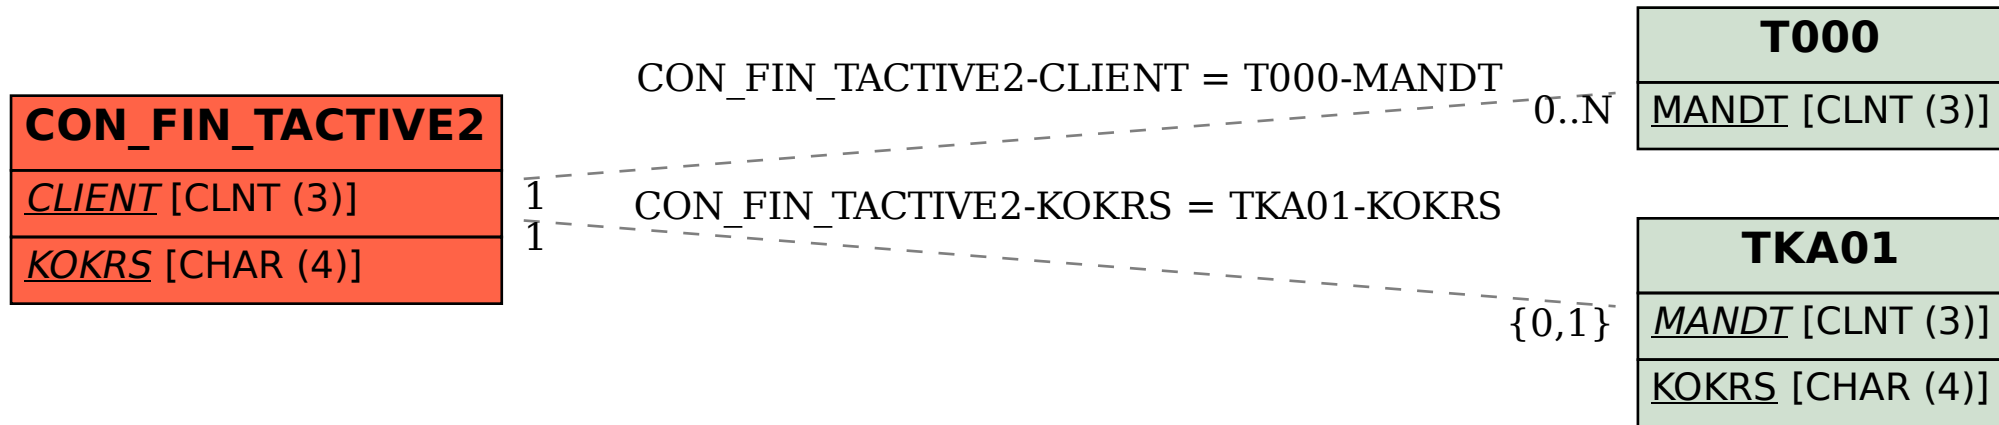 CON_FIN_TACTIVE2
CLIENT [CLNT (3)]
KOKRS [CHAR (4)]
CON_FIN_TACTIVE2-CLIENT = T000-MANDT
1
0..N
CON_FIN_TACTIVE2-KOKRS = TKA01-KOKRS
1
{0,1}
T000
MANDT [CLNT (3)]
TKA01
MANDT [CLNT (3)]
KOKRS [CHAR (4)]